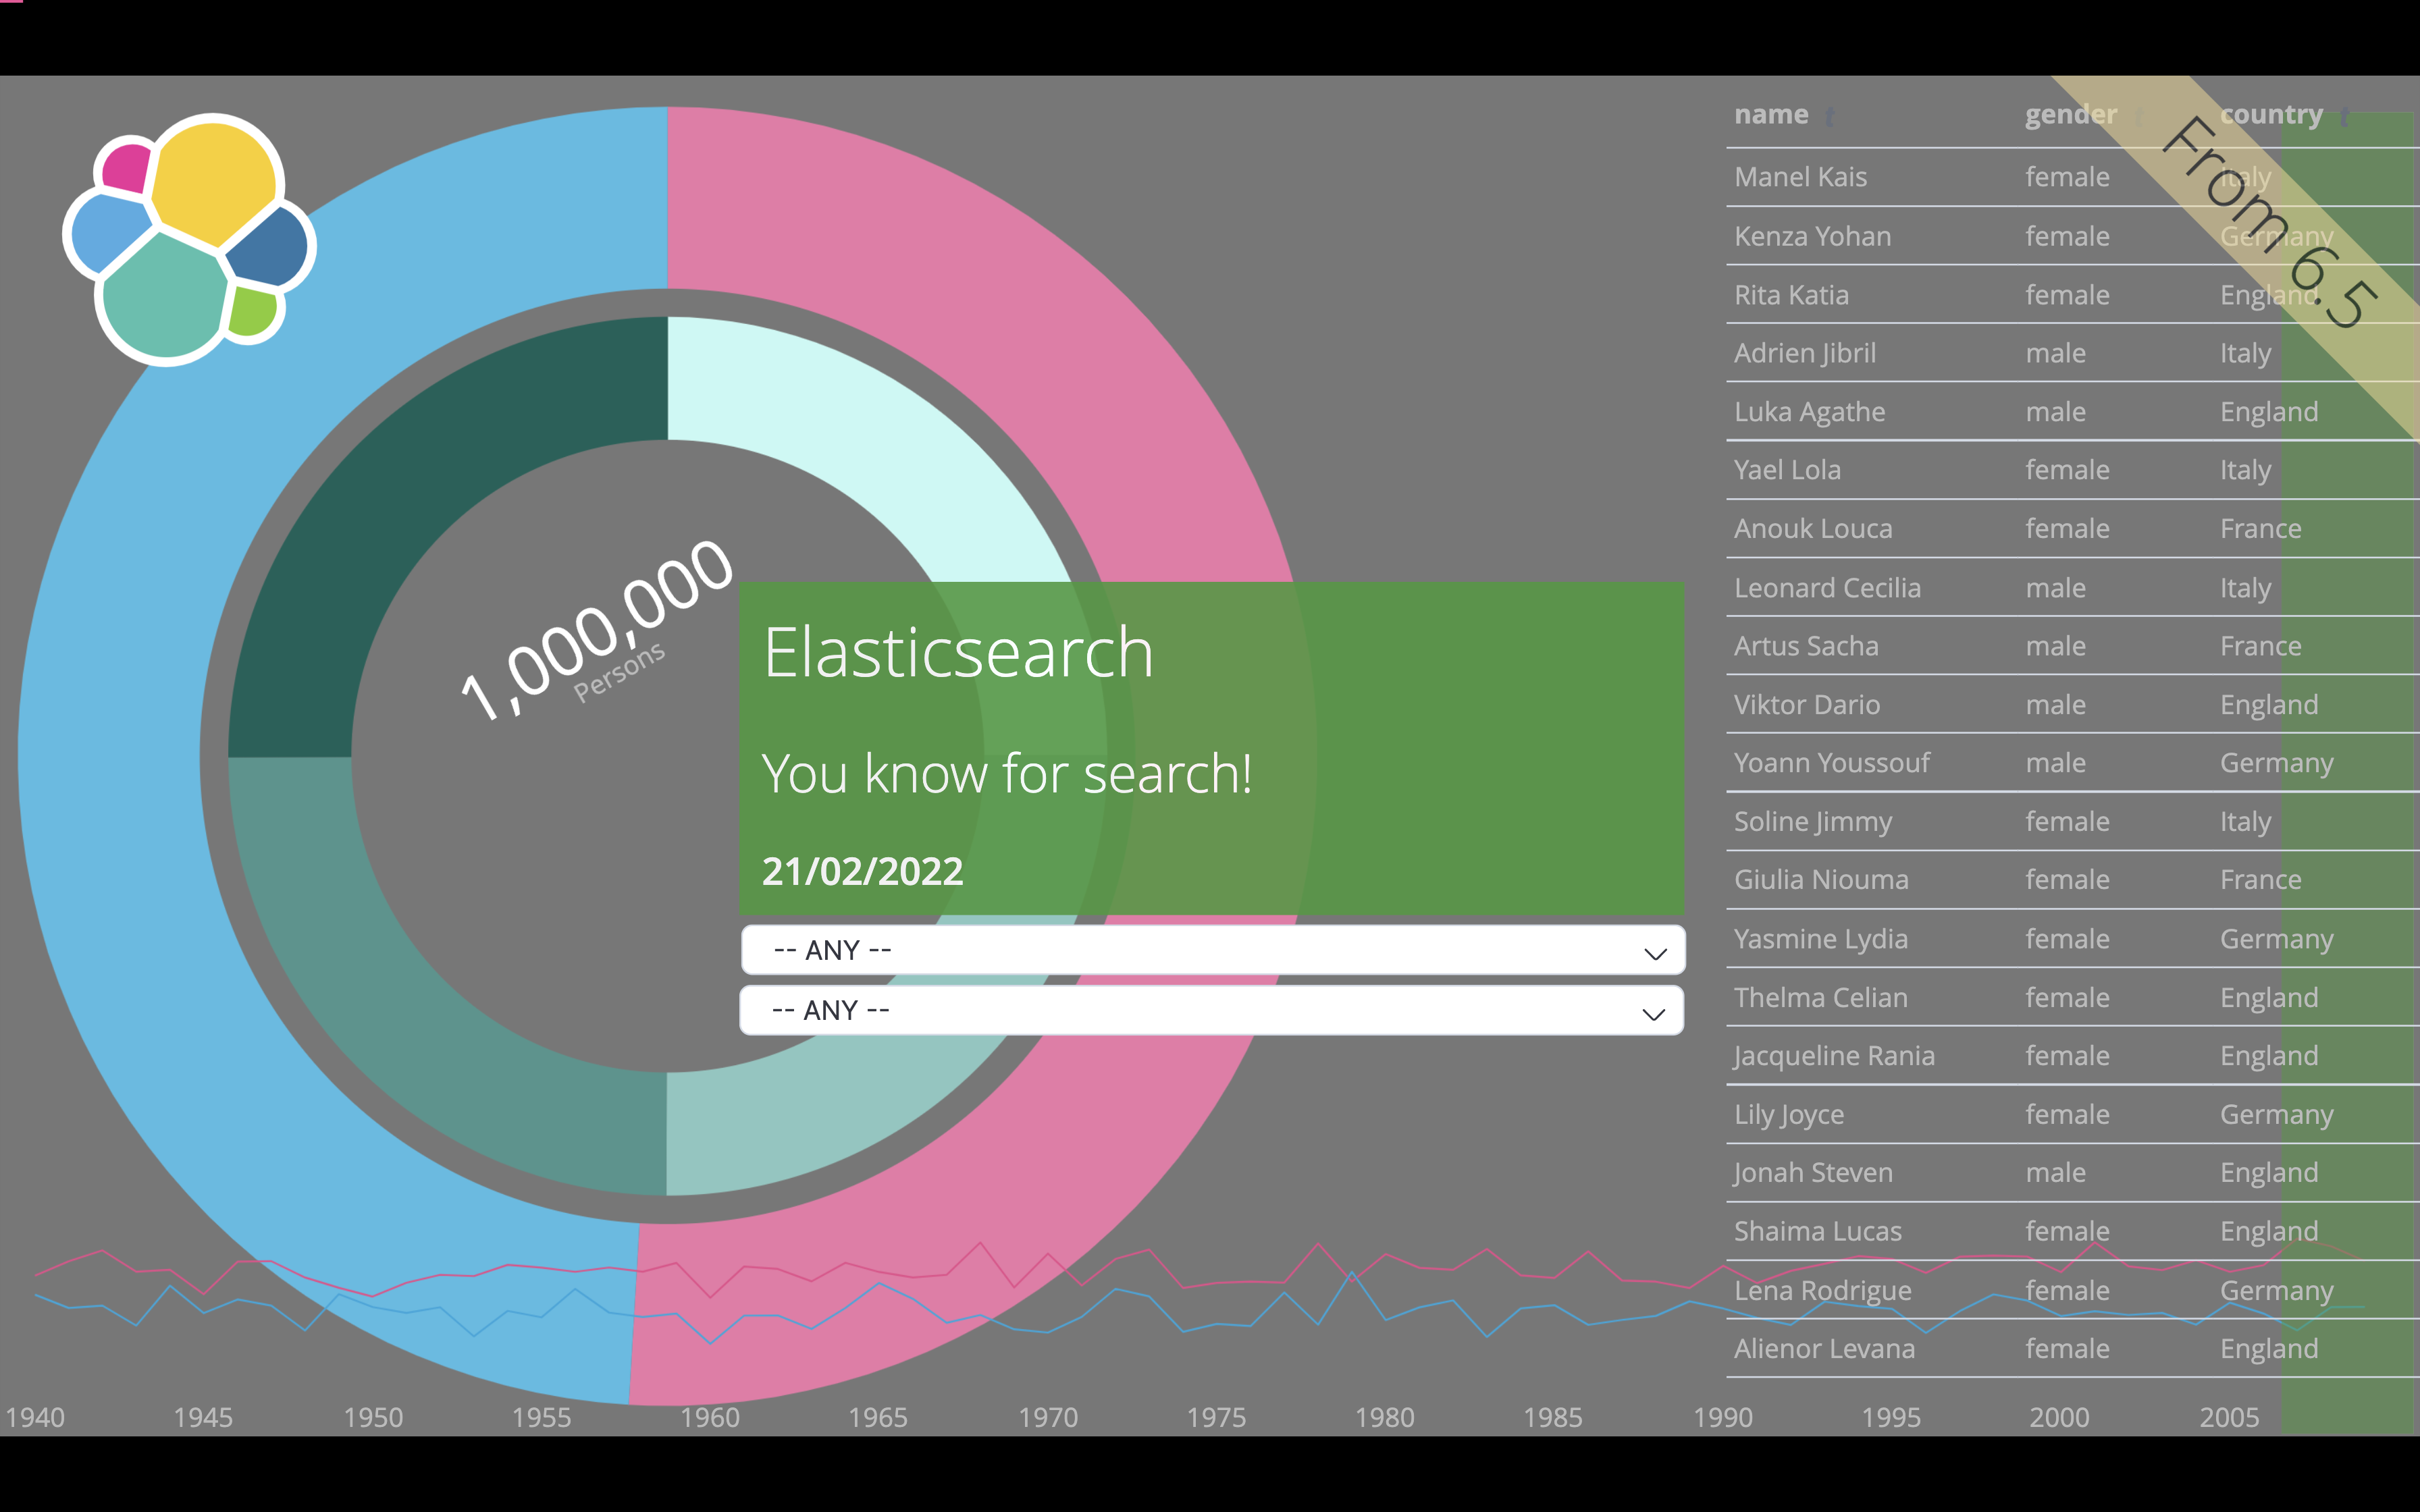 1,000,000
Persons
Elasticsearch
You know for search!
21/02/2022
-- ANY --
-- ANY --
From 6.5
name t gender t country t
Manel Kais female Italy
Kenza Yohan female Germany
Rita Katia female England
Adrien Jibril male Italy
Luka Agathe male England
Yael Lola female Italy
Anouk Louca female France
Leonard Cecilia male Italy
Artus Sacha male France
Viktor Dario male England
Yoann Youssouf male Germany
Soline Jimmy female Italy
Giulia Niouma female France
Yasmine Lydia female Germany
Thelma Celian female England
Jacqueline Rania female England
Lily Joyce female Germany
Jonah Steven male England
Shaima Lucas female England
Lena Rodrigue female Germany
Alienor Levana female England
1940 1945 1950 1955 1960 1965 1970 1975 1980 1985 1990 1995 2000 2005